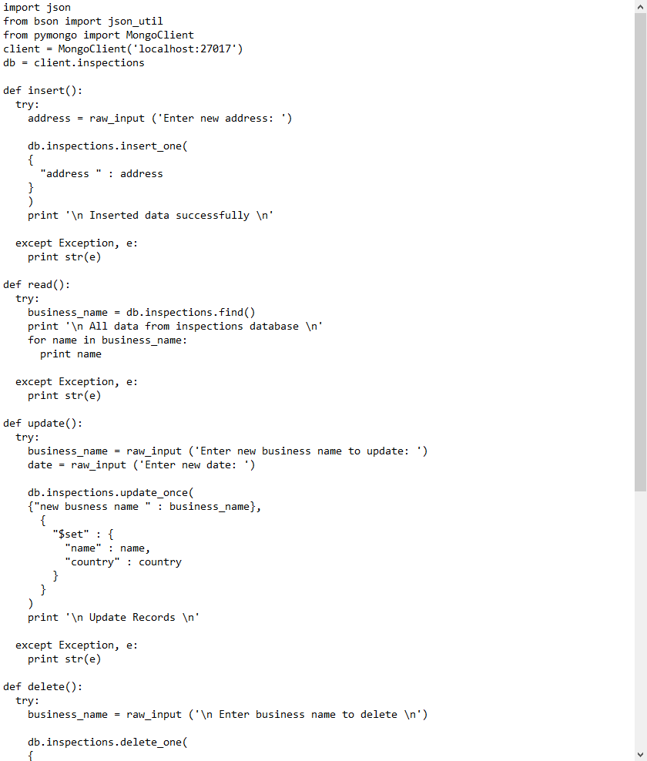 import json
from bson import json_util
from pymongo import MongoClient
client = MongoClient('localhost:27017')
db = client.inspections

def insert():
  try:
    address = raw_input ('Enter new address: ')

    db.inspections.insert_one(
    {
      "address " : address
    }
    )
    print '\n Inserted data successfully \n'

  except Exception, e:
    print str(e)

def read():
  try:
    business_name = db.inspections.find()
    print '\n All data from inspections database \n'
    for name in business_name:
      print name

  except Exception, e:
    print str(e)

def update():
  try:
    business_name = raw_input ('Enter new business name to update: ')
    date = raw_input ('Enter new date: ')

    db.inspections.update_once(
    {"new busness name " : business_name},
      {
        "$set" : {
          "name" : name,
          "country" : country
        }
      }
    )
    print '\n Update Records \n'

  except Exception, e:
    print str(e)

def delete():
  try:
    business_name = raw_input ('\n Enter business name to delete \n')

    db.inspections.delete_one(
    {